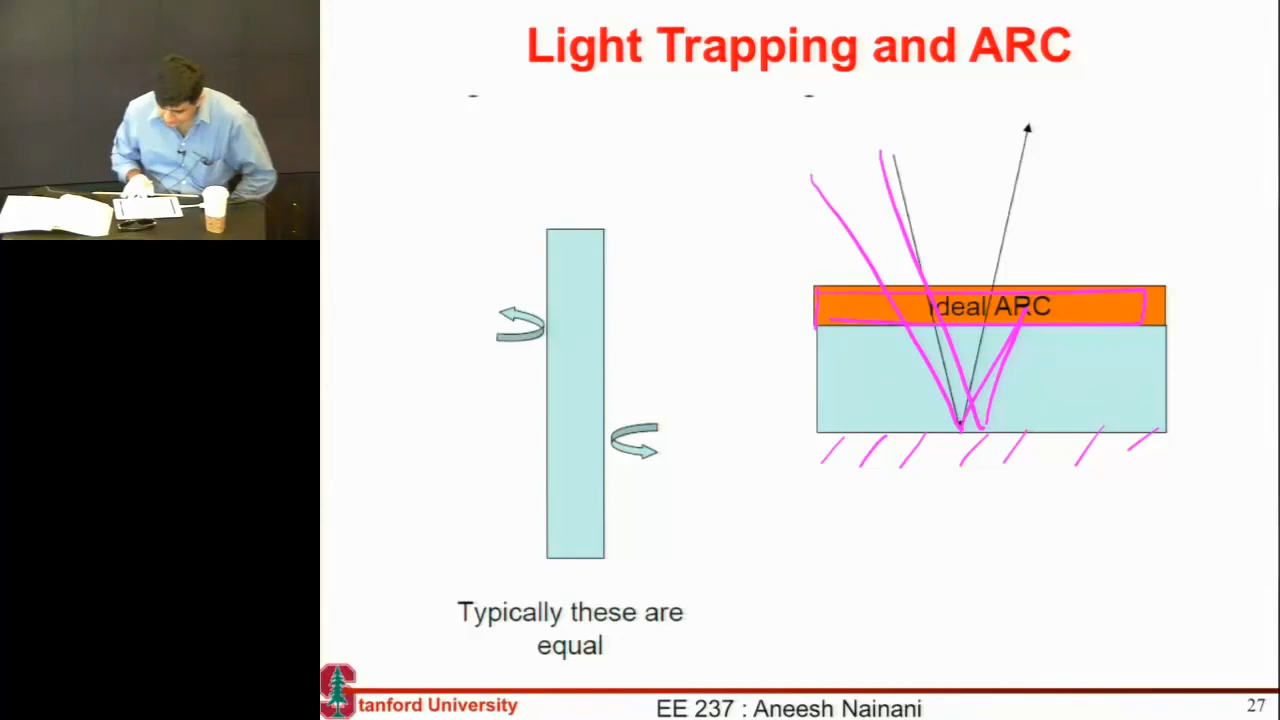 Light Trapping and ARC
Ideal ARC
Typically these are
equal
Stanford University
EE 237 : Aneesh Nainani
27